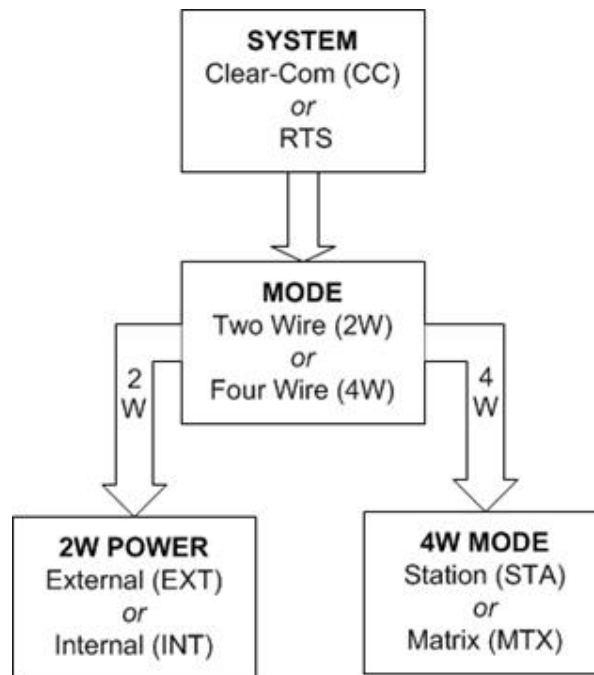 SYSTEM
Clear-Com (CC)
or
RTS
MODE
Two Wire (2W)
or
Four Wire (4W)
2
W
4
W
2W POWER
External (EXT)
or
Internal (INT)
4W MODE
Station (STA)
or
Matrix (MTX)